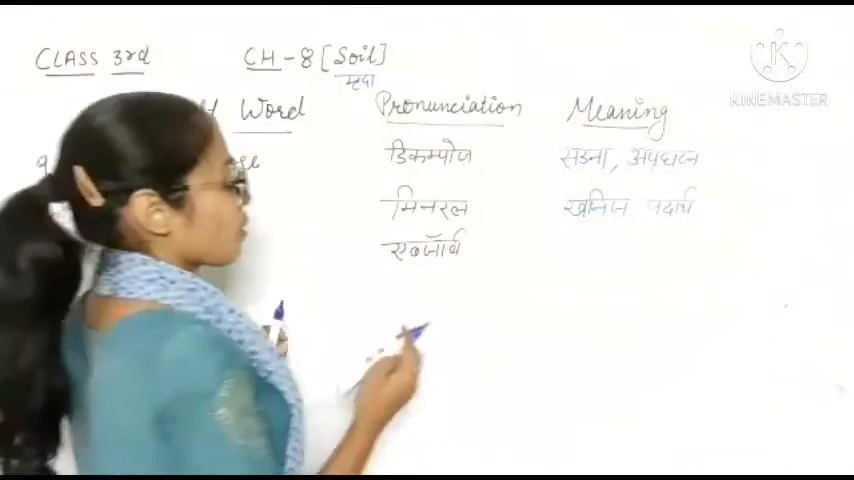 CLASS 3rd CH-8 [Soil]
मृदा
Word Pronunciation Meaning
डिकम्पोज सड़ना, अपघटन
मिनरल खनिज पदार्थ
एब्जॉर्ब
KINEMASTER